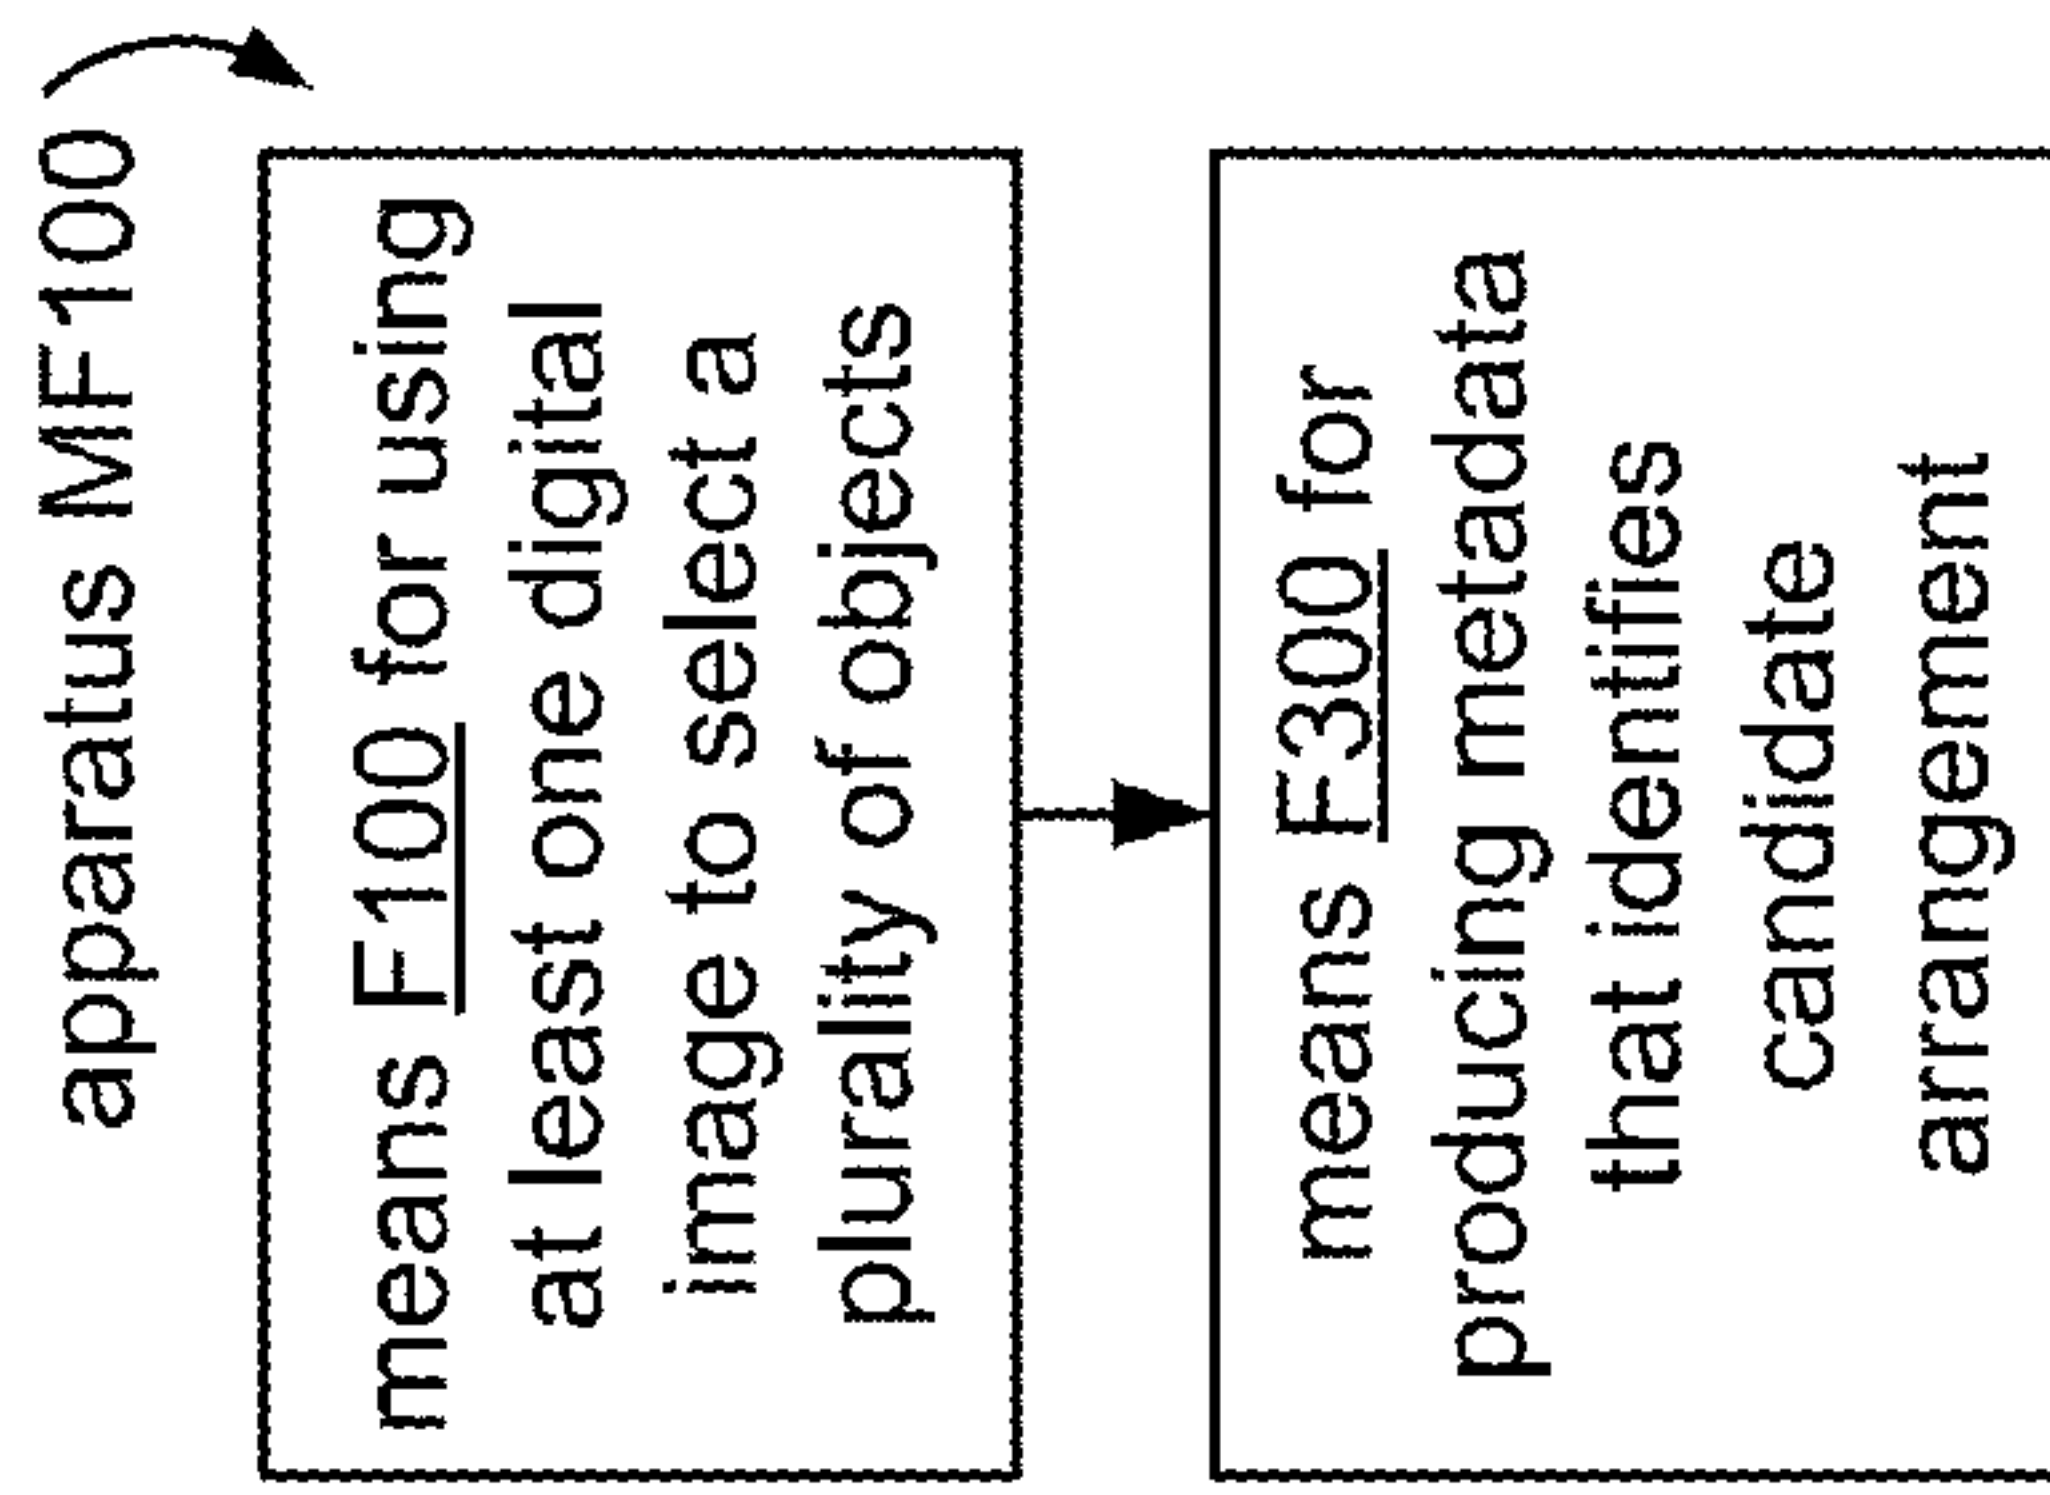 apparatus MF100
means F100 for using
at least one digital
image to select a
plurality of objects
means F300 for
producing metadata
that identifies
candidate
arrangement